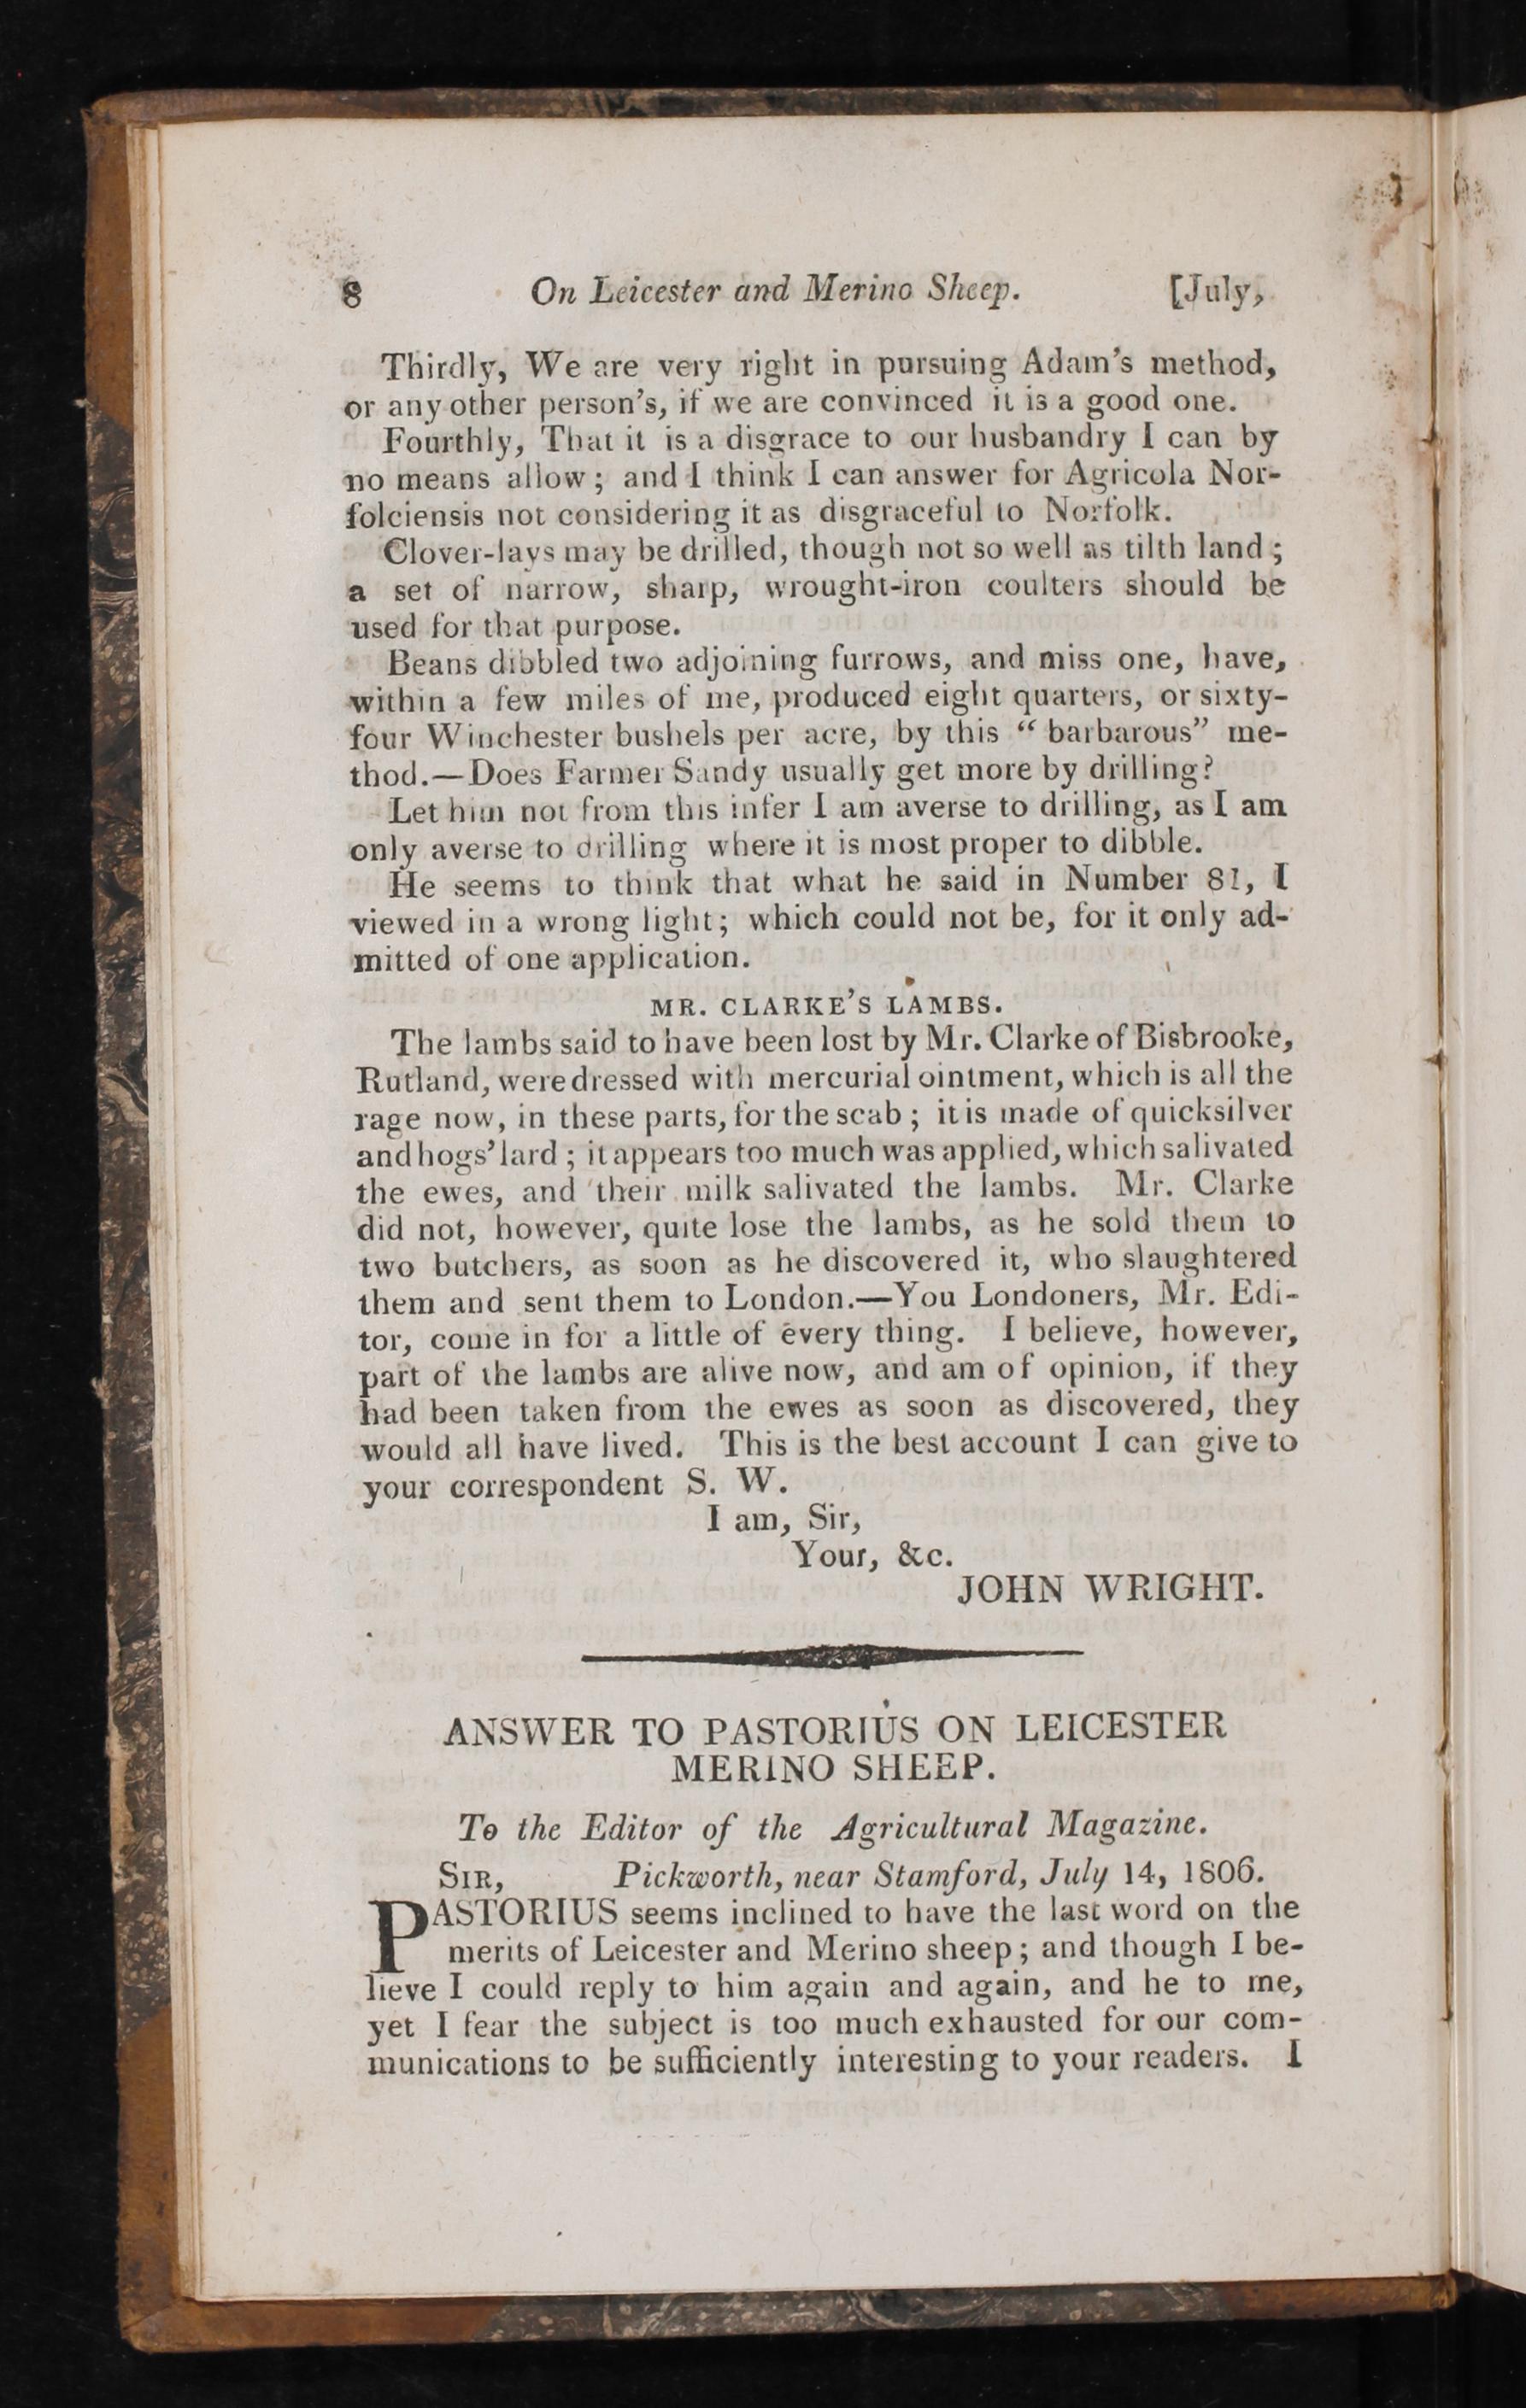 8 On Leicester and Merino Sheep. [July,
Thirdly, We are very right in pursuing Adam's method,
or any other person's, if we are convinced it is a good one.
Fourthly, That it is a disgrace to our husbandry I can by
no means allow; and I think I can answer for Agricola Nor-
folciensis not considering it as disgraceful to Norfolk.
Clover-lays may be drilled, though not so well as tilth land;
a set of narrow, sharp, wrought-iron coulters should be
used for that purpose.
Beans dibbled two adjoining furrows, and miss one, have,
within a few miles of me, produced eight quarters, or sixty-
four Winchester bushels per acre, by this “ barbarous” me-
thod.—Does Farmer Sandy usually get more by drilling?
Let him not from this infer I am averse to drilling, as I am
only averse to drilling where it is most proper to dibble.
He seems to think that what he said in Number 81, I
viewed in a wrong light; which could not be, for it only ad-
mitted of one application.
MR. CLARKE'S LAMBS.
The lambs said to have been lost by Mr. Clarke of Bisbrooke,
Rutland, were dressed with mercurial ointment, which is all the
rage now, in these parts, for the scab; it is made of quicksilver
and hogs' lard; it appears too much was applied, which salivated
the ewes, and their milk salivated the lambs. Mr. Clarke
did not, however, quite lose the lambs, as he sold them to
two butchers, as soon as he discovered it, who slaughtered
them and sent them to London.—You Londoners, Mr. Edi-
tor, come in for a little of every thing. I believe, however,
part of the lambs are alive now, and am of opinion, if they
had been taken from the ewes as soon as discovered, they
would all have lived. This is the best account I can give to
your correspondent S. W.
I am, Sir,
Your, &c.
JOHN WRIGHT.
ANSWER TO PASTORIUS ON LEICESTER
MERINO SHEEP.
To the Editor of the Agricultural Magazine.
SIR, Pickworth, near Stamford, July 14, 1806.
PASTORIUS seems inclined to have the last word on the
merits of Leicester and Merino sheep; and though I be-
lieve I could reply to him again and again, and he to me,
yet I fear the subject is too much exhausted for our com-
munications to be sufficiently interesting to your readers. I